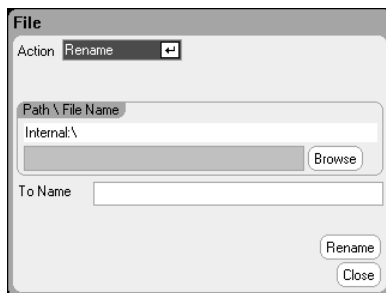 File
Action Rename
Path \ File Name
Internal:\
Browse
To Name
Rename
Close